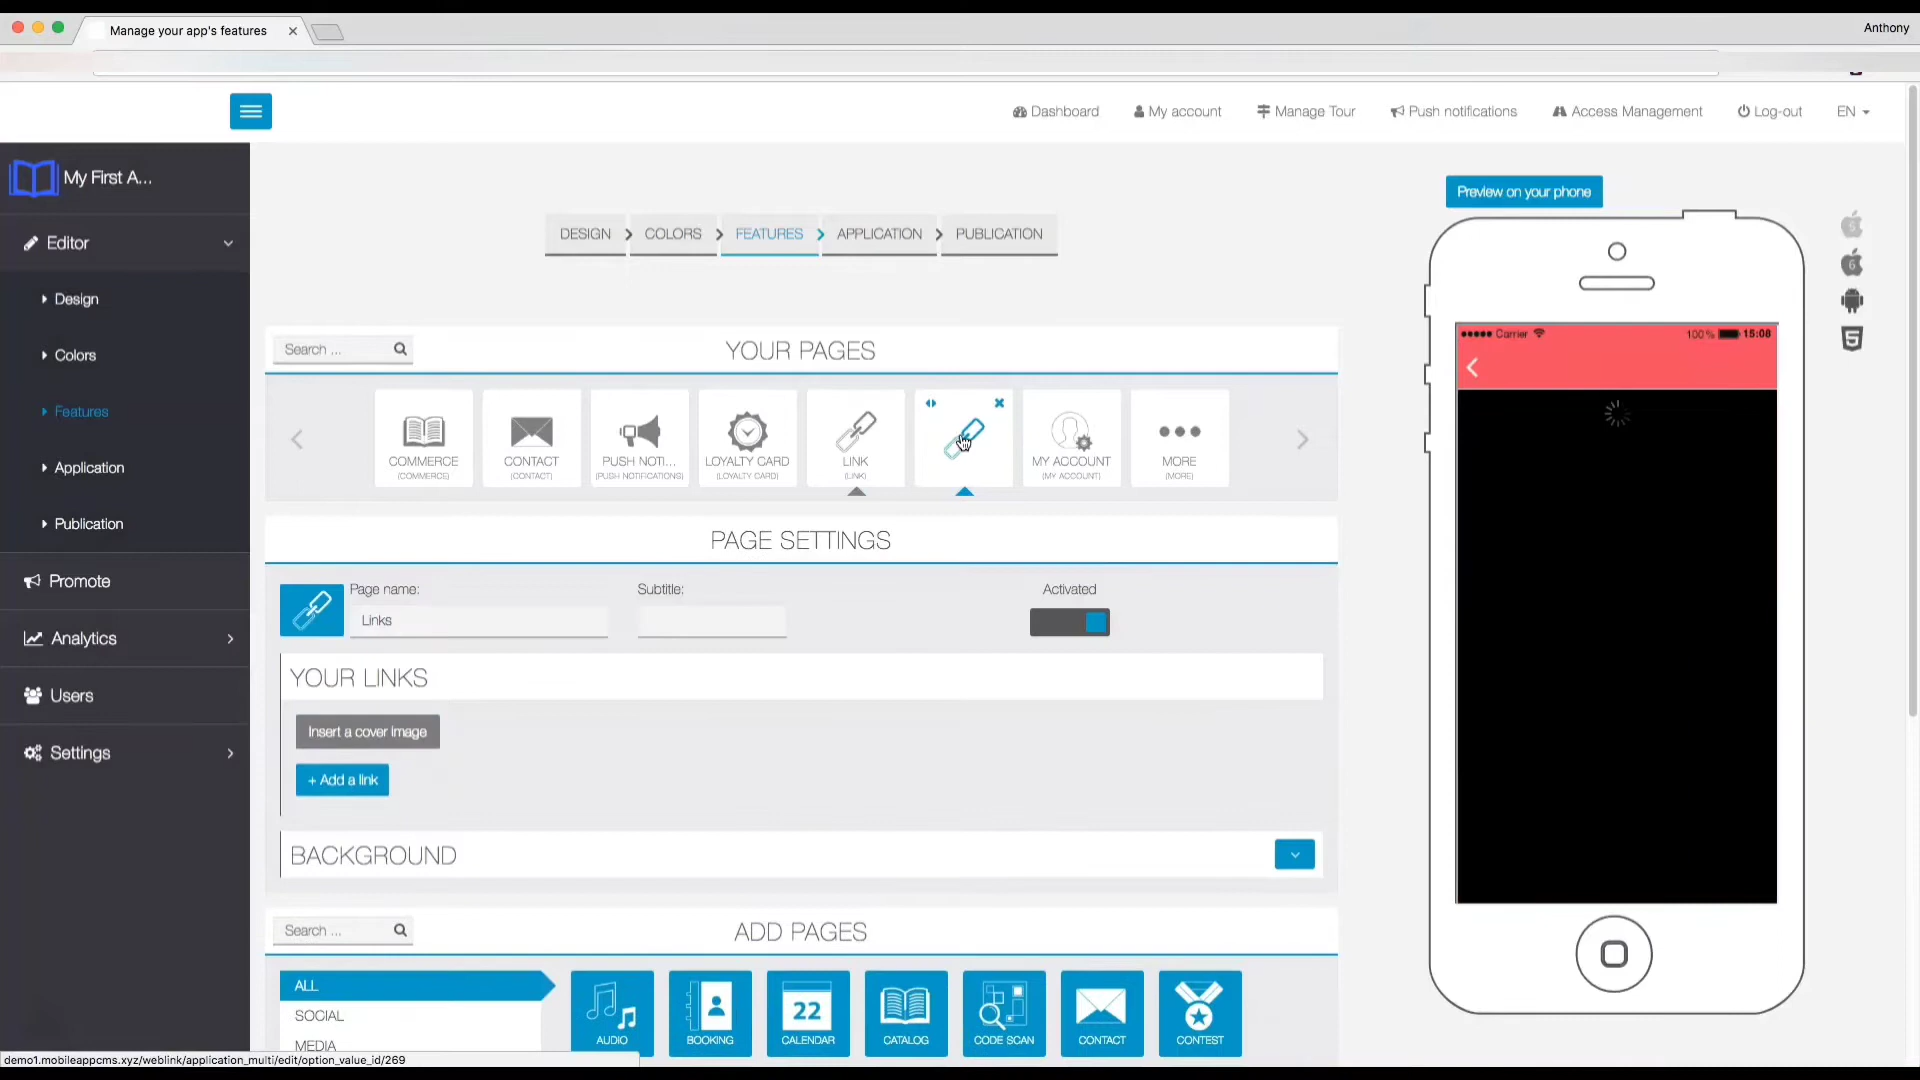 Manage your app's features
Anthony
Dashboard
My account
Manage Tour
Push notifications
Access Management
Log-out
EN
My First A...
Editor
Design
Colors
Features
Application
Publication
Promote
Analytics
Users
Settings
DESIGN
COLORS
FEATURES
APPLICATION
PUBLICATION
Search ...
YOUR PAGES
COMMERCE
(COMMERCE)
CONTACT
(CONTACT)
PUSH NOTI...
(PUSH NOTIFICATIONS)
LOYALTY CARD
(LOYALTY CARD)
LINK
(LINK)
MY ACCOUNT
(MY ACCOUNT)
MORE
(MORE)
PAGE SETTINGS
Page name:
Links
Subtitle:
Activated
YOUR LINKS
Insert a cover image
+ Add a link
BACKGROUND
Search ...
ADD PAGES
ALL
SOCIAL
MEDIA
AUDIO
BOOKING
22
CALENDAR
CATALOG
CODE SCAN
CONTACT
CONTEST
Preview on your phone
Carrier
100 %
15:08
5
6
5
demo1.mobileappcms.xyz/weblink/application_multi/edit/option_value_id/269